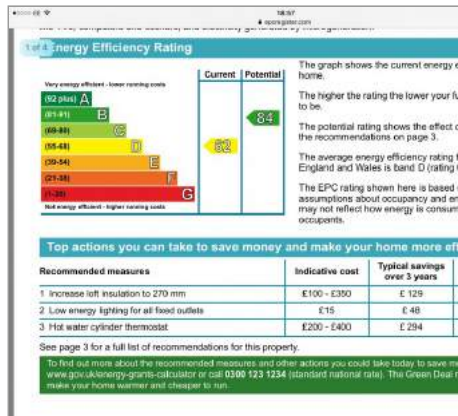 EE
18:57
epcregister.com
1 of 4
Energy Efficiency Rating
Current Potential
Very energy efficient - lower running costs
(92 plus) A
(81-91) B
(69-80) C
(55-68) D
(39-54) E
(21-38) F
(1-20) G
Not energy efficient - higher running costs
62
84
The graph shows the current energy e
home.
The higher the rating the lower your fu
to be.
The potential rating shows the effect o
the recommendations on page 3.
The average energy efficiency rating f
England and Wales is band D (rating
The EPC rating shown here is based
assumptions about occupancy and en
may not reflect how energy is consum
occupants.
Top actions you can take to save money and make your home more eff
Recommended measures
Indicative cost
Typical savings
over 3 years
1 Increase loft insulation to 270 mm £100 - £350 £ 129
2 Low energy lighting for all fixed outlets £15 £ 48
3 Hot water cylinder thermostat £200 - £400 £ 294
See page 3 for a full list of recommendations for this property.
To find out more about the recommended measures and other actions you could take today to save mo
www.gov.uk/energy-grants-calculator or call 0300 123 1234 (standard national rate). The Green Deal
make your home warmer and cheaper to run.